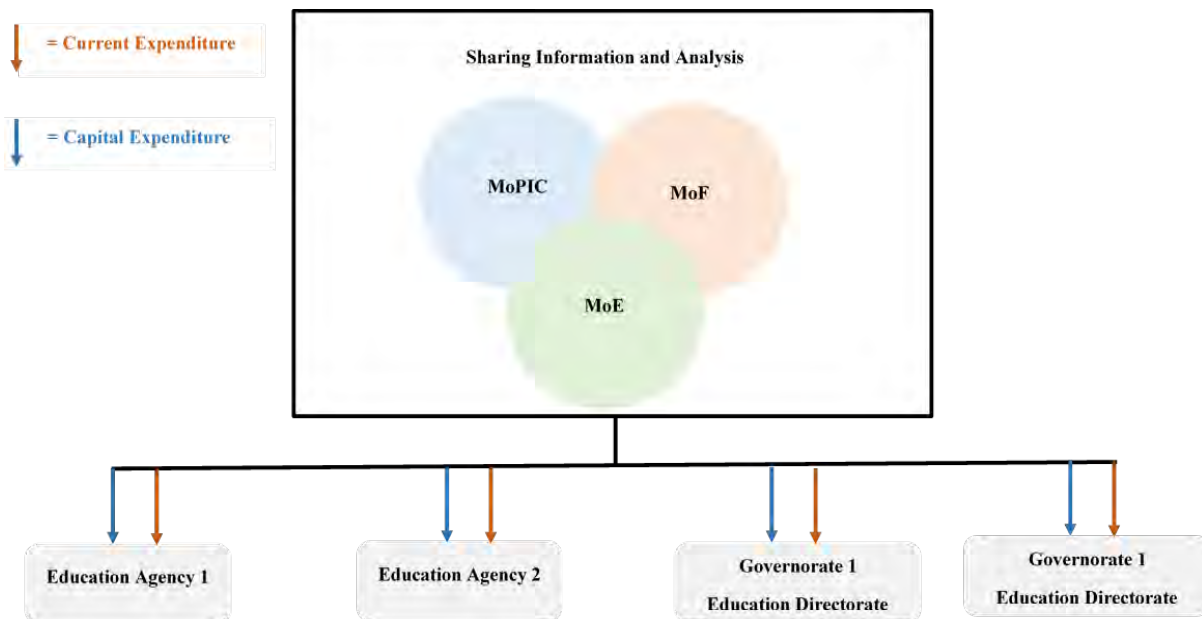 = Current Expenditure
Sharing Information and Analysis
= Capital Expenditure
MoPIC
MoF
MoE
Education Agency 1
Education Agency 2
Governorate 1
Education Directorate
Governorate 1
Education Directorate